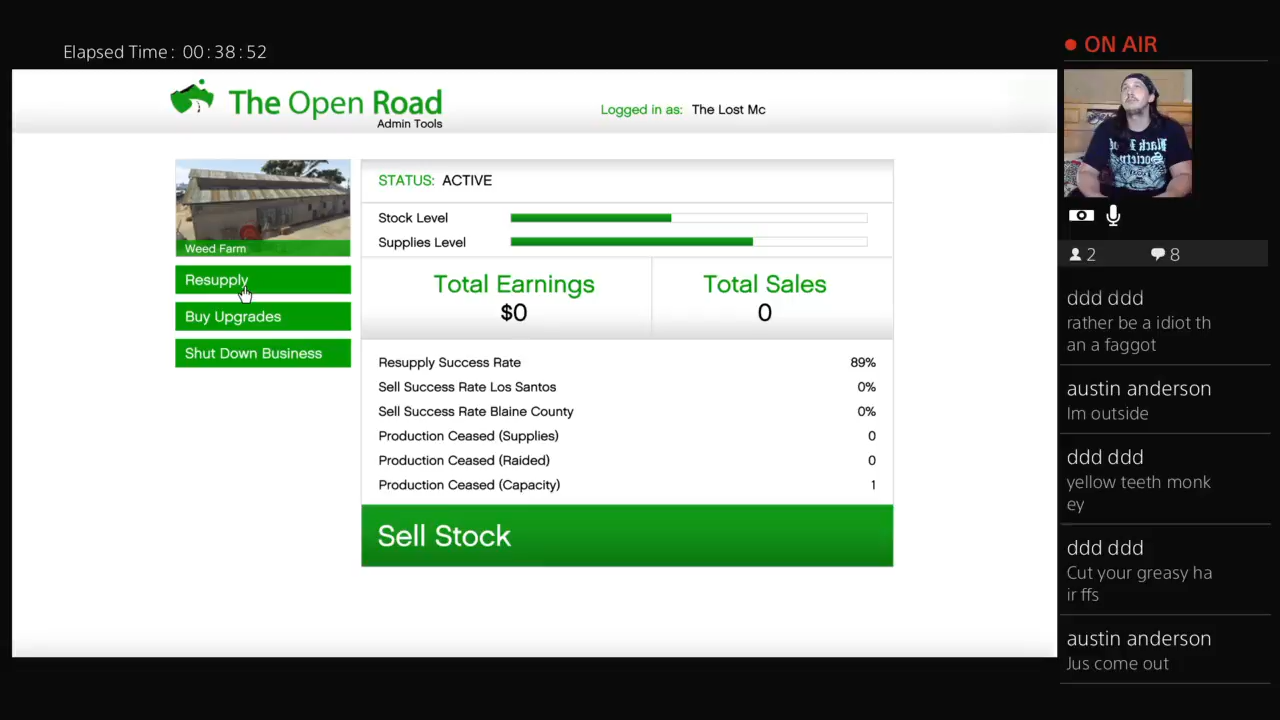 Elapsed Time: 00:38:52
ON AIR
The Open Road
Admin Tools
Logged in as: The Lost Mc
Weed Farm
Resupply
Buy Upgrades
Shut Down Business
STATUS: ACTIVE
Stock Level
Supplies Level
Total Earnings
$0
Total Sales
0
Resupply Success Rate 89%
Sell Success Rate Los Santos 0%
Sell Success Rate Blaine County 0%
Production Ceased (Supplies) 0
Production Ceased (Raided) 0
Production Ceased (Capacity) 1
Sell Stock
2 8
ddd ddd
rather be a idiot th
an a faggot
austin anderson
Im outside
ddd ddd
yellow teeth monk
ey
ddd ddd
Cut your greasy ha
ir ffs
austin anderson
Jus come out